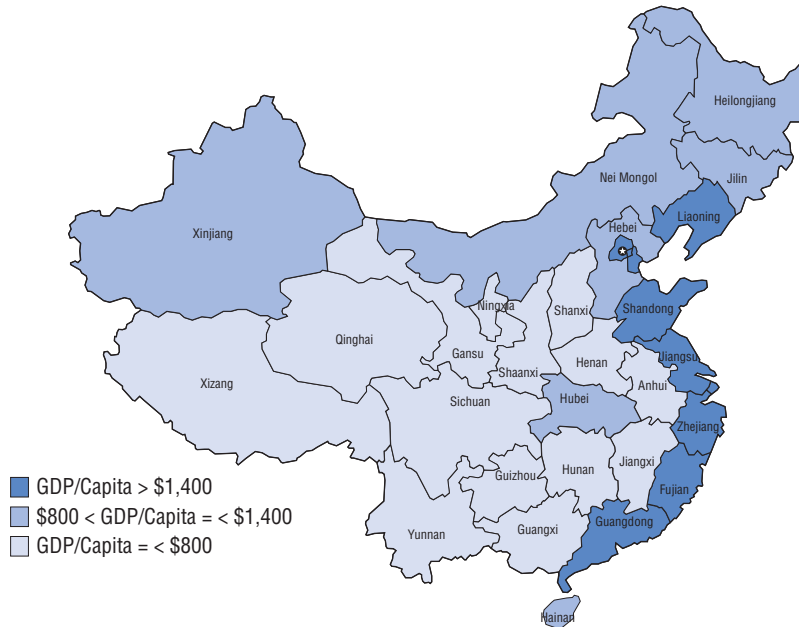 Heilongjiang
Nei Mongol
Jilin
Liaoning
Xinjiang
Hebei
Ningxia
Shanxi
Shandong
Qinghai
Gansu
Shaanxi
Henan
Jiangsu
Xizang
Sichuan
Hubei
Anhui
Zhejiang
Guizhou
Hunan
Jiangxi
Fujian
Yunnan
Guangxi
Guangdong
Hainan
GDP/Capita > $1,400
$800 < GDP/Capita = < $1,400
GDP/Capita = < $800